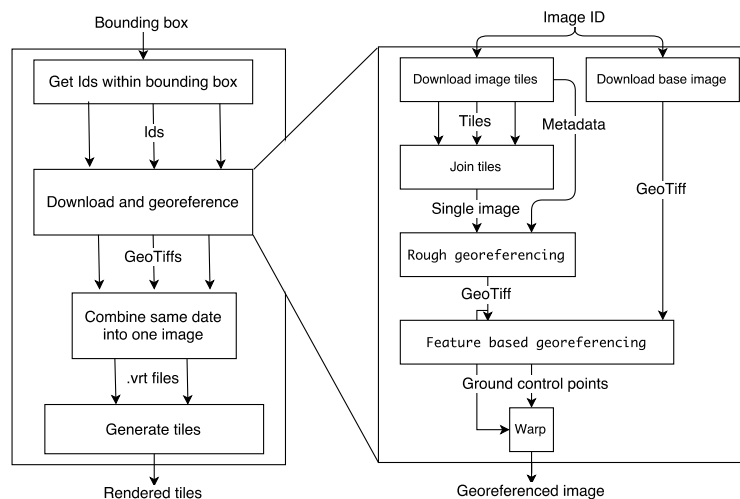 Bounding box
Get Ids within bounding box
Ids
Download and georeference
GeoTiffs
Combine same date
into one image
.vrt files
Generate tiles
Rendered tiles
Image ID
Download image tiles
Download base image
Tiles
Metadata
Join tiles
GeoTiff
Single image
Rough georeferencing
GeoTiff
Feature based georeferencing
Ground control points
Warp
Georeferenced image